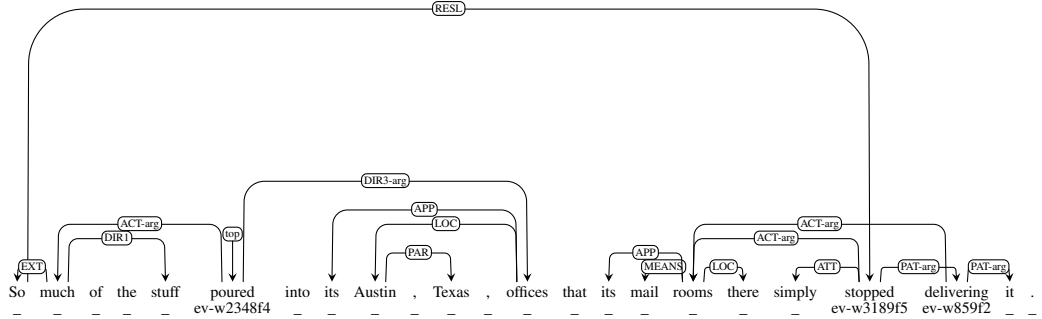 RESL
DIR3-arg
APP
ACT-arg LOC ACT-arg
DIR1 top ACT-arg
PAR APP
EXT MEANS LOC ATT PAT-arg PAT-arg
So much of the stuff poured into its Austin , Texas , offices that its mail rooms there simply stopped delivering it .
_ _ _ _ _ ev-w2348f4 _ _ _ _ _ _ _ _ _ _ _ _ _ ev-w3189f5 ev-w859f2 _ _